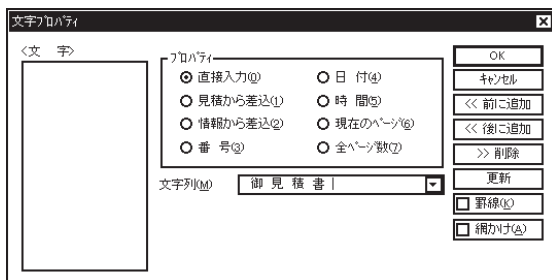 文字ﾌﾟﾛﾊﾟﾃｨ
<文　字>
ﾌﾟﾛﾊﾟﾃｨ
直接入力(0)
日　付(4)
見積から差込(1)
時　間(5)
情報から差込(2)
現在のﾍﾟｰｼﾞ(6)
番　号(3)
全ﾍﾟｰｼﾞ数(7)
文字列(M)
御 見 積 書
OK
ｷｬﾝｾﾙ
<< 前に追加
<< 後に追加
>> 削除
更新
罫線(K)
網かけ(A)